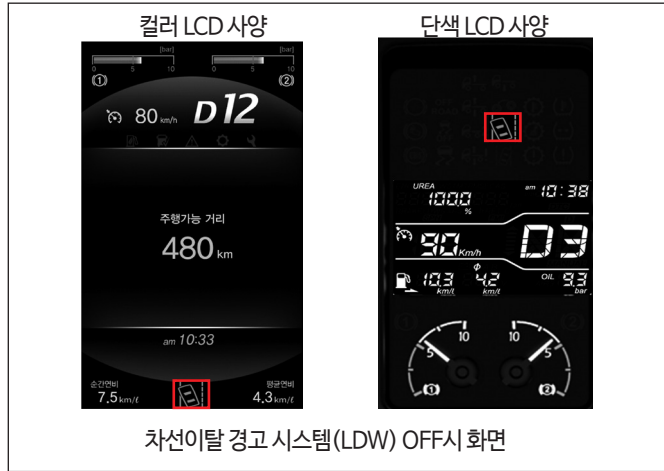 컬러 LCD 사양
단색 LCD 사양
[bar]
0 5 10
(1)
[bar]
0 5 10
(2)
80 km/h
D12
주행가능 거리
480 km
am 10:33
순간연비
7.5 km/ℓ
평균연비
4.3 km/ℓ
UREA
100.0
%
am 10:38
90 Km/h
D3
10.3
km/ℓ
ϕ
4.2
km/ℓ
OIL 9.3
bar
10
5
(1)
10
5
(2)
차선이탈 경고 시스템(LDW) OFF시 화면